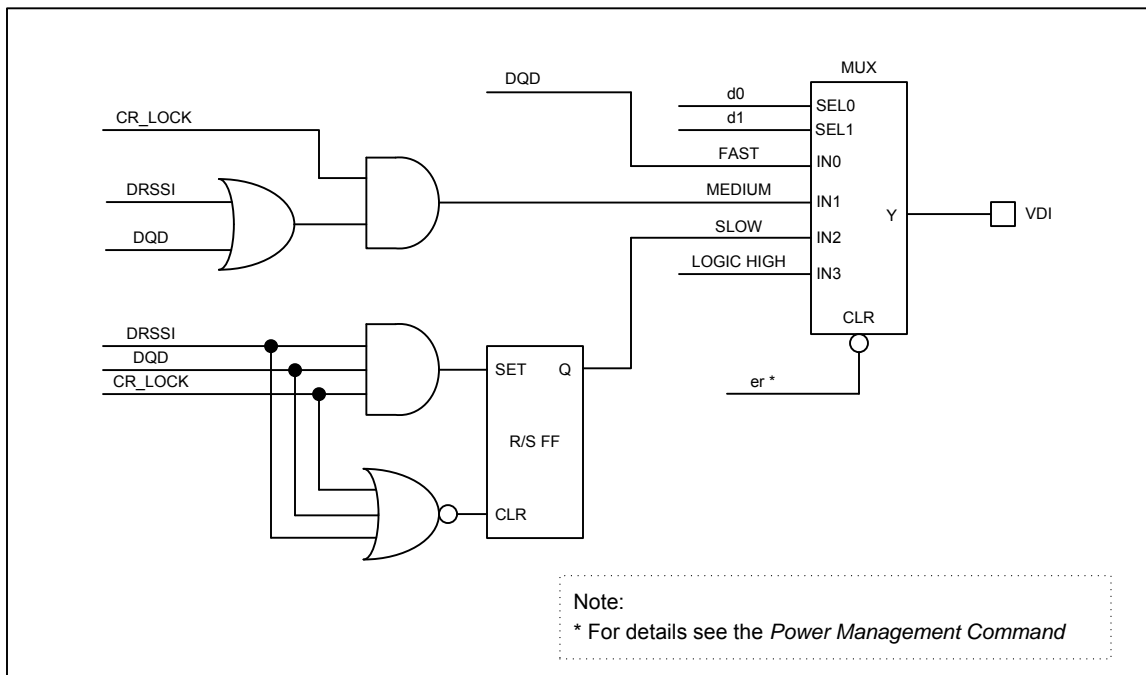 MUX
DQD
d0
SEL0
CR_LOCK
d1
SEL1
FAST
IN0
DRSSI
MEDIUM
IN1
Y
VDI
DQD
SLOW
IN2
LOGIC HIGH
IN3
CLR
DRSSI
DQD
SET
Q
CR_LOCK
er *
R/S FF
CLR
Note:
* For details see the Power Management Command